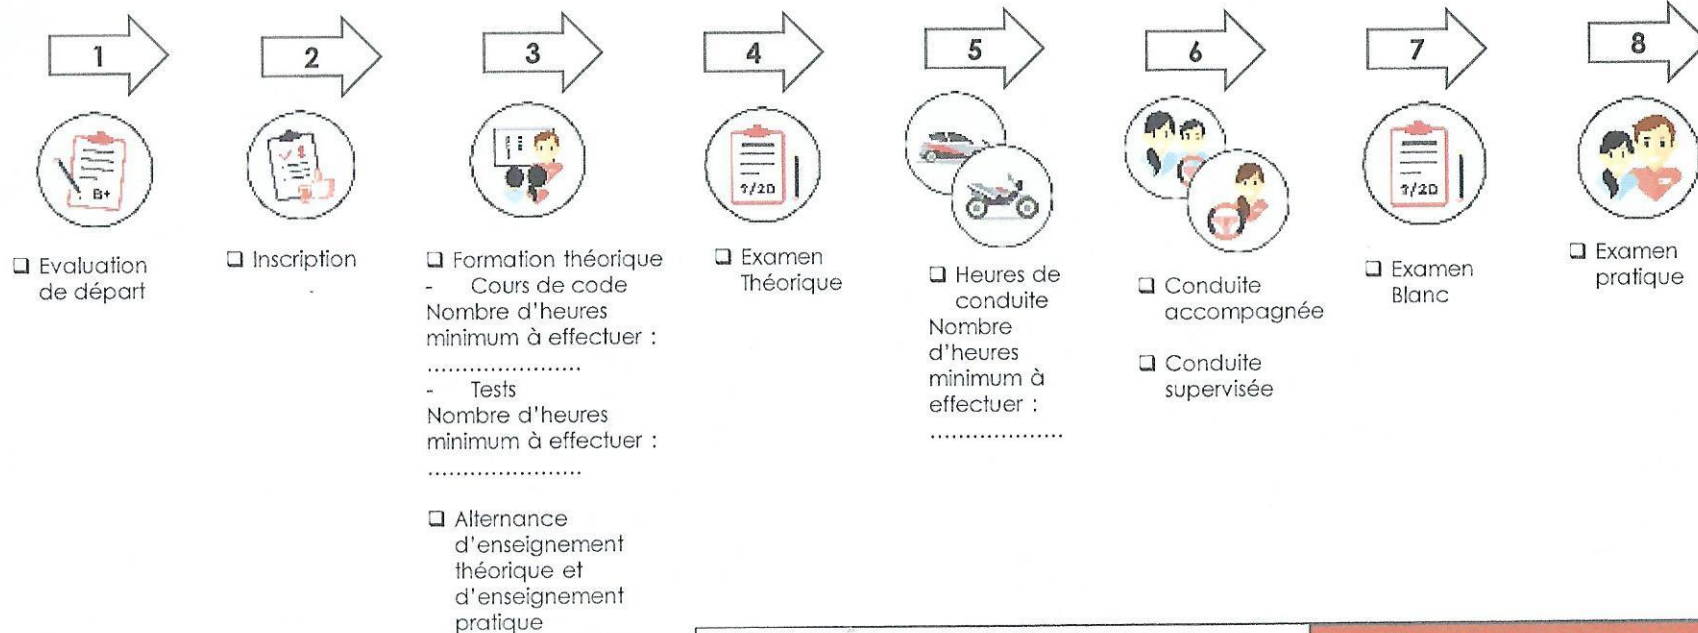 1
2
3
4
5
6
7
8
B+
?/20
?/20
❑ Evaluation
de départ
❑ Inscription
❑ Formation théorique
- Cours de code
Nombre d'heures
minimum à effectuer :
......................
- Tests
Nombre d'heures
minimum à effectuer :
......................
❑ Alternance
d'enseignement
théorique et
d'enseignement
pratique
❑ Examen
Théorique
❑ Heures de
conduite
Nombre
d'heures
minimum à
effectuer :
...................
❑ Conduite
accompagnée
❑ Conduite
supervisée
❑ Examen
Blanc
❑ Examen
pratique